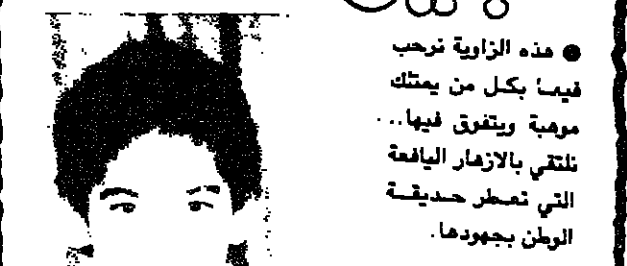 ● هذه الزاوية نرحب
فيها بكل من يمتلك
موهبة ويتفوق فيها...
نلتقي بالازهار اليافعة
التي تعطر حديقة
الوطن بجهودها.